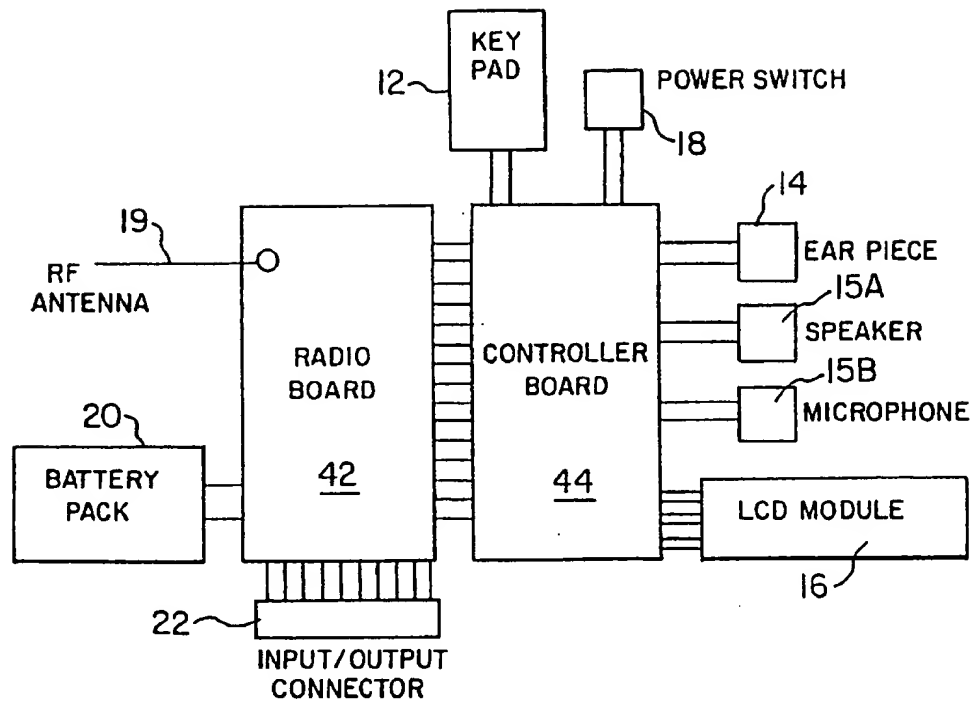 KEY
PAD
12
POWER SWITCH
18
14
EAR PIECE
19
RF
ANTENNA
15A
SPEAKER
RADIO
BOARD
CONTROLLER
BOARD
15B
MICROPHONE
20
BATTERY
PACK
42
44
LCD MODULE
16
22
INPUT/OUTPUT
CONNECTOR